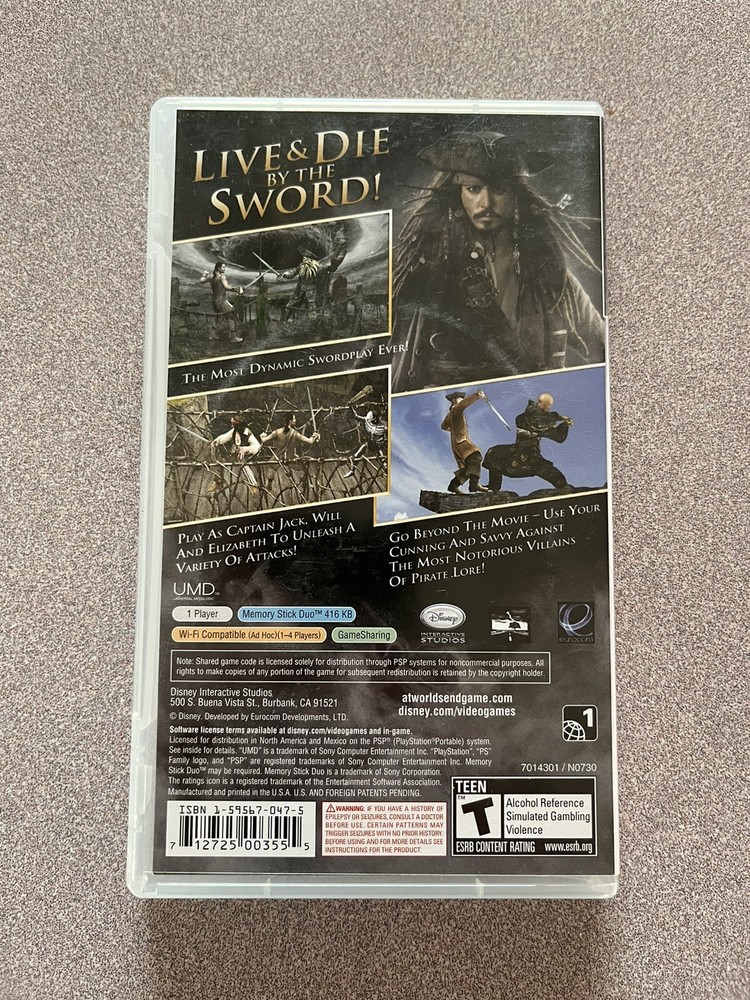 LIVE & DIE
BY THE
SWORD!
THE MOST DYNAMIC SWORDPLAY EVER!
PLAY AS CAPTAIN JACK, WILL
AND ELIZABETH TO UNLEASH A
VARIETY OF ATTACKS!
GO BEYOND THE MOVIE – USE YOUR
CUNNING AND SAVVY AGAINST
THE MOST NOTORIOUS VILLAINS
OF PIRATE LORE!
UMD™
UNIVERSAL MEDIA DISC
1 Player
Memory Stick Duo™ 416 KB
Wi-Fi Compatible (Ad Hoc)(1–4 Players)
GameSharing
Disney
INTERACTIVE
STUDIOS
eurocom
Note: Shared game code is licensed solely for distribution through PSP systems for noncommercial purposes. All
rights to make copies of any portion of the game for subsequent redistribution is retained by the copyright holder.
Disney Interactive Studios
500 S. Buena Vista St., Burbank, CA 91521
© Disney. Developed by Eurocom Developments, LTD.
atworldsendgame.com
disney.com/videogames
1
Software license terms available at disney.com/videogames and in-game.
Licensed for distribution in North America and Mexico on the PSP® (PlayStation®Portable) system.
See inside for details. "UMD" is a trademark of Sony Computer Entertainment Inc. "PlayStation", "PS"
Family logo, and "PSP" are registered trademarks of Sony Computer Entertainment Inc. Memory
Stick Duo™ may be required. Memory Stick Duo is a trademark of Sony Corporation.
The ratings icon is a registered trademark of the Entertainment Software Association.
Manufactured and printed in the U.S.A. U.S. AND FOREIGN PATENTS PENDING.
7014301 / N0730
ISBN 1-59567-047-5
7 12725 00355 5
⚠WARNING: IF YOU HAVE A HISTORY OF
EPILEPSY OR SEIZURES, CONSULT A DOCTOR
BEFORE USE. CERTAIN PATTERNS MAY
TRIGGER SEIZURES WITH NO PRIOR HISTORY.
BEFORE USING AND FOR MORE DETAILS SEE
INSTRUCTIONS FOR THE PRODUCT.
TEEN
T™
Alcohol Reference
Simulated Gambling
Violence
ESRB CONTENT RATING www.esrb.org